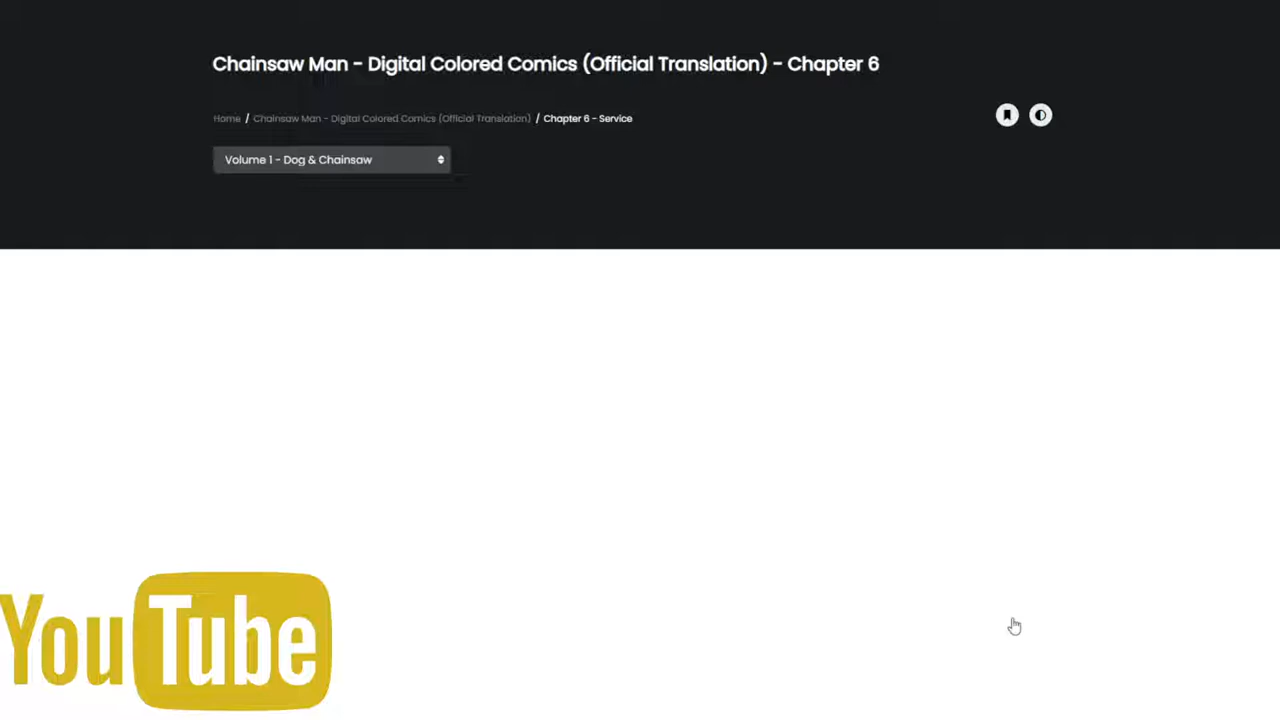 Chainsaw Man - Digital Colored Comics (Official Translation) - Chapter 6
Home / Chainsaw Man - Digital Colored Comics (Official Translation) / Chapter 6 - Service
Volume 1 - Dog & Chainsaw
YouTube